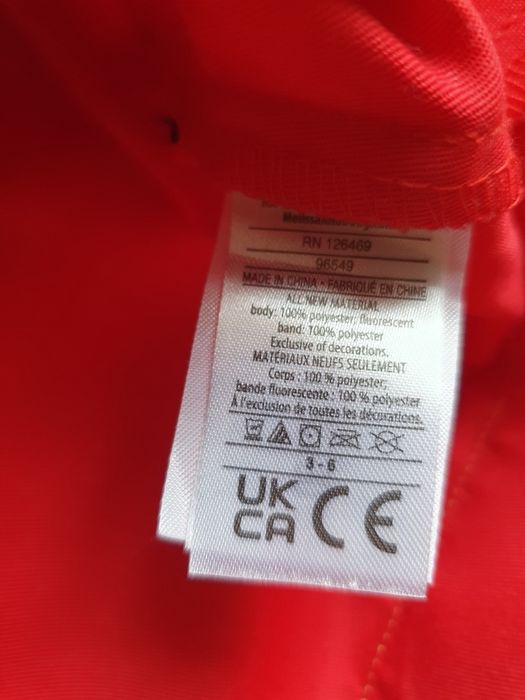 RN 126469
96549
MADE IN CHINA • FABRIQUÉ EN CHINE
ALL NEW MATERIAL
body: 100% polyester; fluorescent
band: 100% polyester
Exclusive of decorations.
MATÉRIAUX NEUFS SEULEMENT
Corps : 100 % polyester;
bande fluorescente : 100 % polyester
À l'exclusion de toutes les décorations.
3 - 6
UK
CA CE